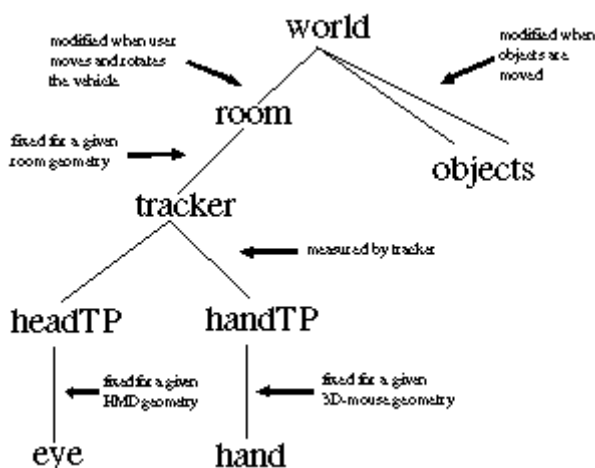 world
modified when user
moves and rotates
the vehicle
modified when
objects are
moved
room
fixed for a given
room geometry
objects
tracker
measured by tracker
headTP
handTP
fixed for a given
HMD geometry
fixed for a given
3D-mouse geometry
eye
hand